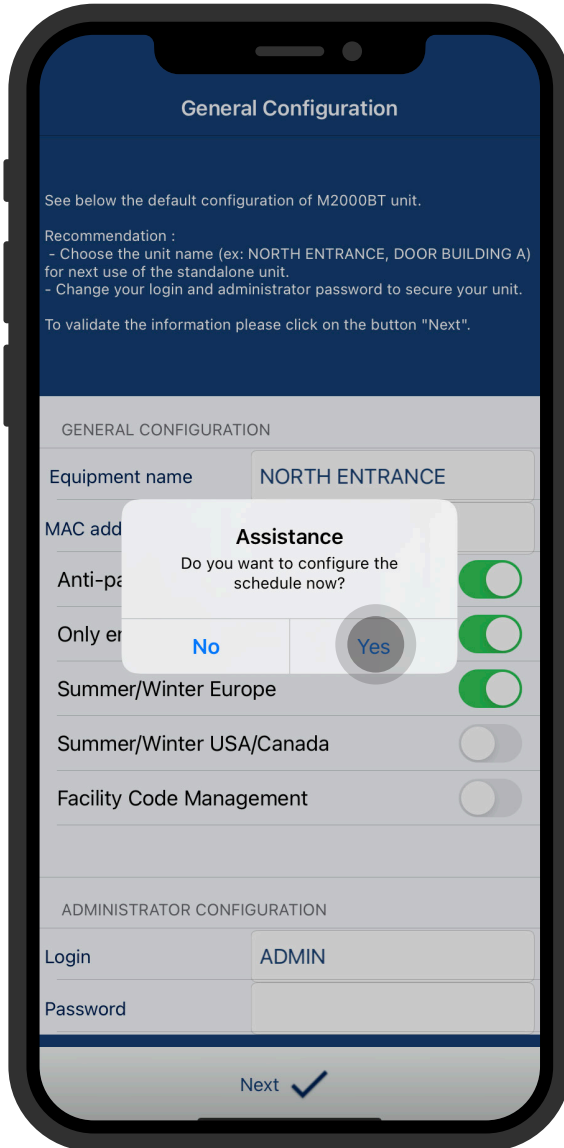 General Configuration
See below the default configuration of M2000BT unit.
Recommendation :
- Choose the unit name (ex: NORTH ENTRANCE, DOOR BUILDING A)
for next use of the standalone unit.
- Change your login and administrator password to secure your unit.
To validate the information please click on the button "Next".
GENERAL CONFIGURATION
Equipment name NORTH ENTRANCE
MAC
Assistance
Do you want to configure the
schedule now?
No Yes
Only
Summer/Winter Europe
Summer/Winter USA/Canada
Facility Code Management
ADMINISTRATOR CONFIGURATION
Login ADMIN
Password
Next